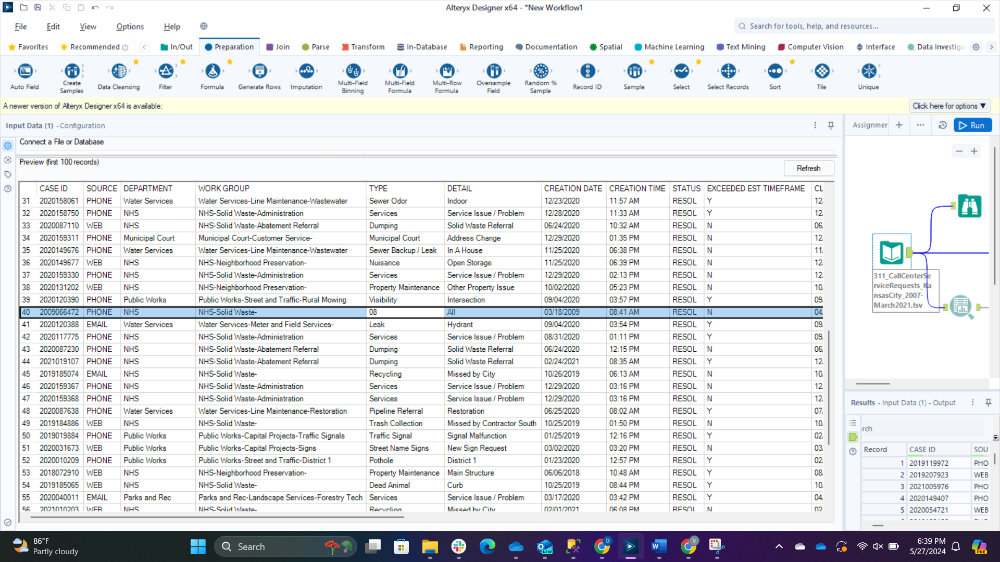 Alteryx Designer x64 - *New Workflow1
File Edit View Options Help
Search for tools, help, and resources...
Favorites Recommended In/Out Preparation Join Parse Transform In-Database Reporting Documentation Spatial Machine Learning Text Mining Computer Vision Interface Data Investiga
Auto Field Create Samples Data Cleansing Filter Formula Generate Rows Imputation Multi-Field Binning Multi-Field Formula Multi-Row Formula Oversample Field Random % Sample Record ID Sample Select Select Records Sort Tile Unique
A newer version of Alteryx Designer x64 is available:
Click here for options ▼
Input Data (1) - Configuration
Connect a File or Database
Preview (first 100 records)
Refresh
CASE ID SOURCE DEPARTMENT WORK GROUP TYPE DETAIL CREATION DATE CREATION TIME STATUS EXCEEDED EST TIMEFRAME CL
31 2020158061 PHONE Water Services Water Services-Line Maintenance-Wastewater Sewer Odor Indoor 12/23/2020 11:57 AM RESOL Y 12.
32 2020158750 PHONE NHS NHS-Solid Waste-Administration Services Service Issue / Problem 12/28/2020 11:33 AM RESOL Y 12.
33 2020087110 WEB NHS NHS-Solid Waste-Abatement Referral Dumping Solid Waste Referral 06/24/2020 10:32 AM RESOL N 06.
34 2020159311 PHONE Municipal Court Municipal Court-Customer Service- Municipal Court Address Change 12/29/2020 01:35 PM RESOL N 01.
35 2020149676 PHONE Water Services Water Services-Line Maintenance-Wastewater Sewer Backup / Leak In A House 11/25/2020 06:38 PM RESOL N 11.
36 2020149677 WEB NHS NHS-Neighborhood Preservation- Nuisance Open Storage 11/25/2020 06:39 PM RESOL N 12.
37 2020159330 PHONE NHS NHS-Solid Waste-Administration Services Service Issue / Problem 12/29/2020 02:13 PM RESOL N 12.
38 2020131202 WEB NHS NHS-Neighborhood Preservation- Property Maintenance Other Property Issue 10/02/2020 05:23 PM RESOL N 10.
39 2020120390 PHONE Public Works Public Works-Street and Traffic-Rural Mowing Visibility Intersection 09/04/2020 03:57 PM RESOL Y 09.
40 2009066472 PHONE NHS NHS-Solid Waste- 08 All 03/18/2009 08:41 AM RESOL N 04.
41 2020120388 EMAIL Water Services Water Services-Meter and Field Services- Leak Hydrant 09/04/2020 03:54 PM RESOL Y 09.
42 2020117775 PHONE NHS NHS-Solid Waste-Administration Services Service Issue / Problem 08/31/2020 01:11 PM RESOL Y 09.
43 2020087230 PHONE NHS NHS-Solid Waste-Abatement Referral Dumping Solid Waste Referral 06/24/2020 12:15 PM RESOL N 06.
44 2021019107 PHONE NHS NHS-Solid Waste-Abatement Referral Dumping Solid Waste Referral 02/24/2021 08:35 AM RESOL Y 12.
45 2019185074 EMAIL NHS NHS-Solid Waste- Recycling Missed by City 10/26/2019 06:13 AM RESOL N 10.
46 2020159367 PHONE NHS NHS-Solid Waste-Administration Services Service Issue / Problem 12/29/2020 03:16 PM RESOL N 12.
47 2020159368 PHONE NHS NHS-Solid Waste-Administration Services Service Issue / Problem 12/29/2020 03:16 PM RESOL N 12.
48 2020087638 PHONE Water Services Water Services-Line Maintenance-Restoration Pipeline Referral Restoration 06/25/2020 08:02 AM RESOL Y 07.
49 2019184886 WEB NHS NHS-Solid Waste- Trash Collection Missed by Contractor South 10/25/2019 01:50 PM RESOL N 10.
50 2019019884 PHONE Public Works Public Works-Capital Projects-Traffic Signals Traffic Signal Signal Malfunction 01/25/2019 12:16 PM RESOL Y 02.
51 2020031673 WEB Public Works Public Works-Capital Projects-Signs Street Name Signs New Sign Request 03/02/2020 03:20 PM RESOL N 03.
52 2020010209 PHONE Public Works Public Works-Street and Traffic-District 1 Pothole District 1 01/23/2020 12:57 PM RESOL Y 02.
53 2018072910 WEB NHS NHS-Neighborhood Preservation- Property Maintenance Main Structure 06/06/2018 10:48 AM RESOL Y 08.
54 2019185065 WEB NHS NHS-Solid Waste- Dead Animal Curb 10/25/2019 08:44 PM RESOL Y 10.
55 2020040011 EMAIL Parks and Rec Parks and Rec-Landscape Services-Forestry Tech Services Service Issue / Problem 03/17/2020 03:42 PM RESOL Y 04.
56 2021010203 WEB NHS NHS-Solid Waste- Recycling Missed by City 02/01/2021 06:08 PM RESOL N 02
Assignmer
Run
311_CallCenterSe
rviceRequests_Ka
nsasCity_2007-
March2021.tsv
Results - Input Data (1) - Output
rch
Record CASE ID SOU
1 2019119972 PHO
2 2019207923 WEB
3 2021005976 PHO
4 2020149407 PHO
5 2020054721 WEB
86°F
Partly cloudy
Search
NEW
D
V
6:39 PM
5/27/2024
PRE